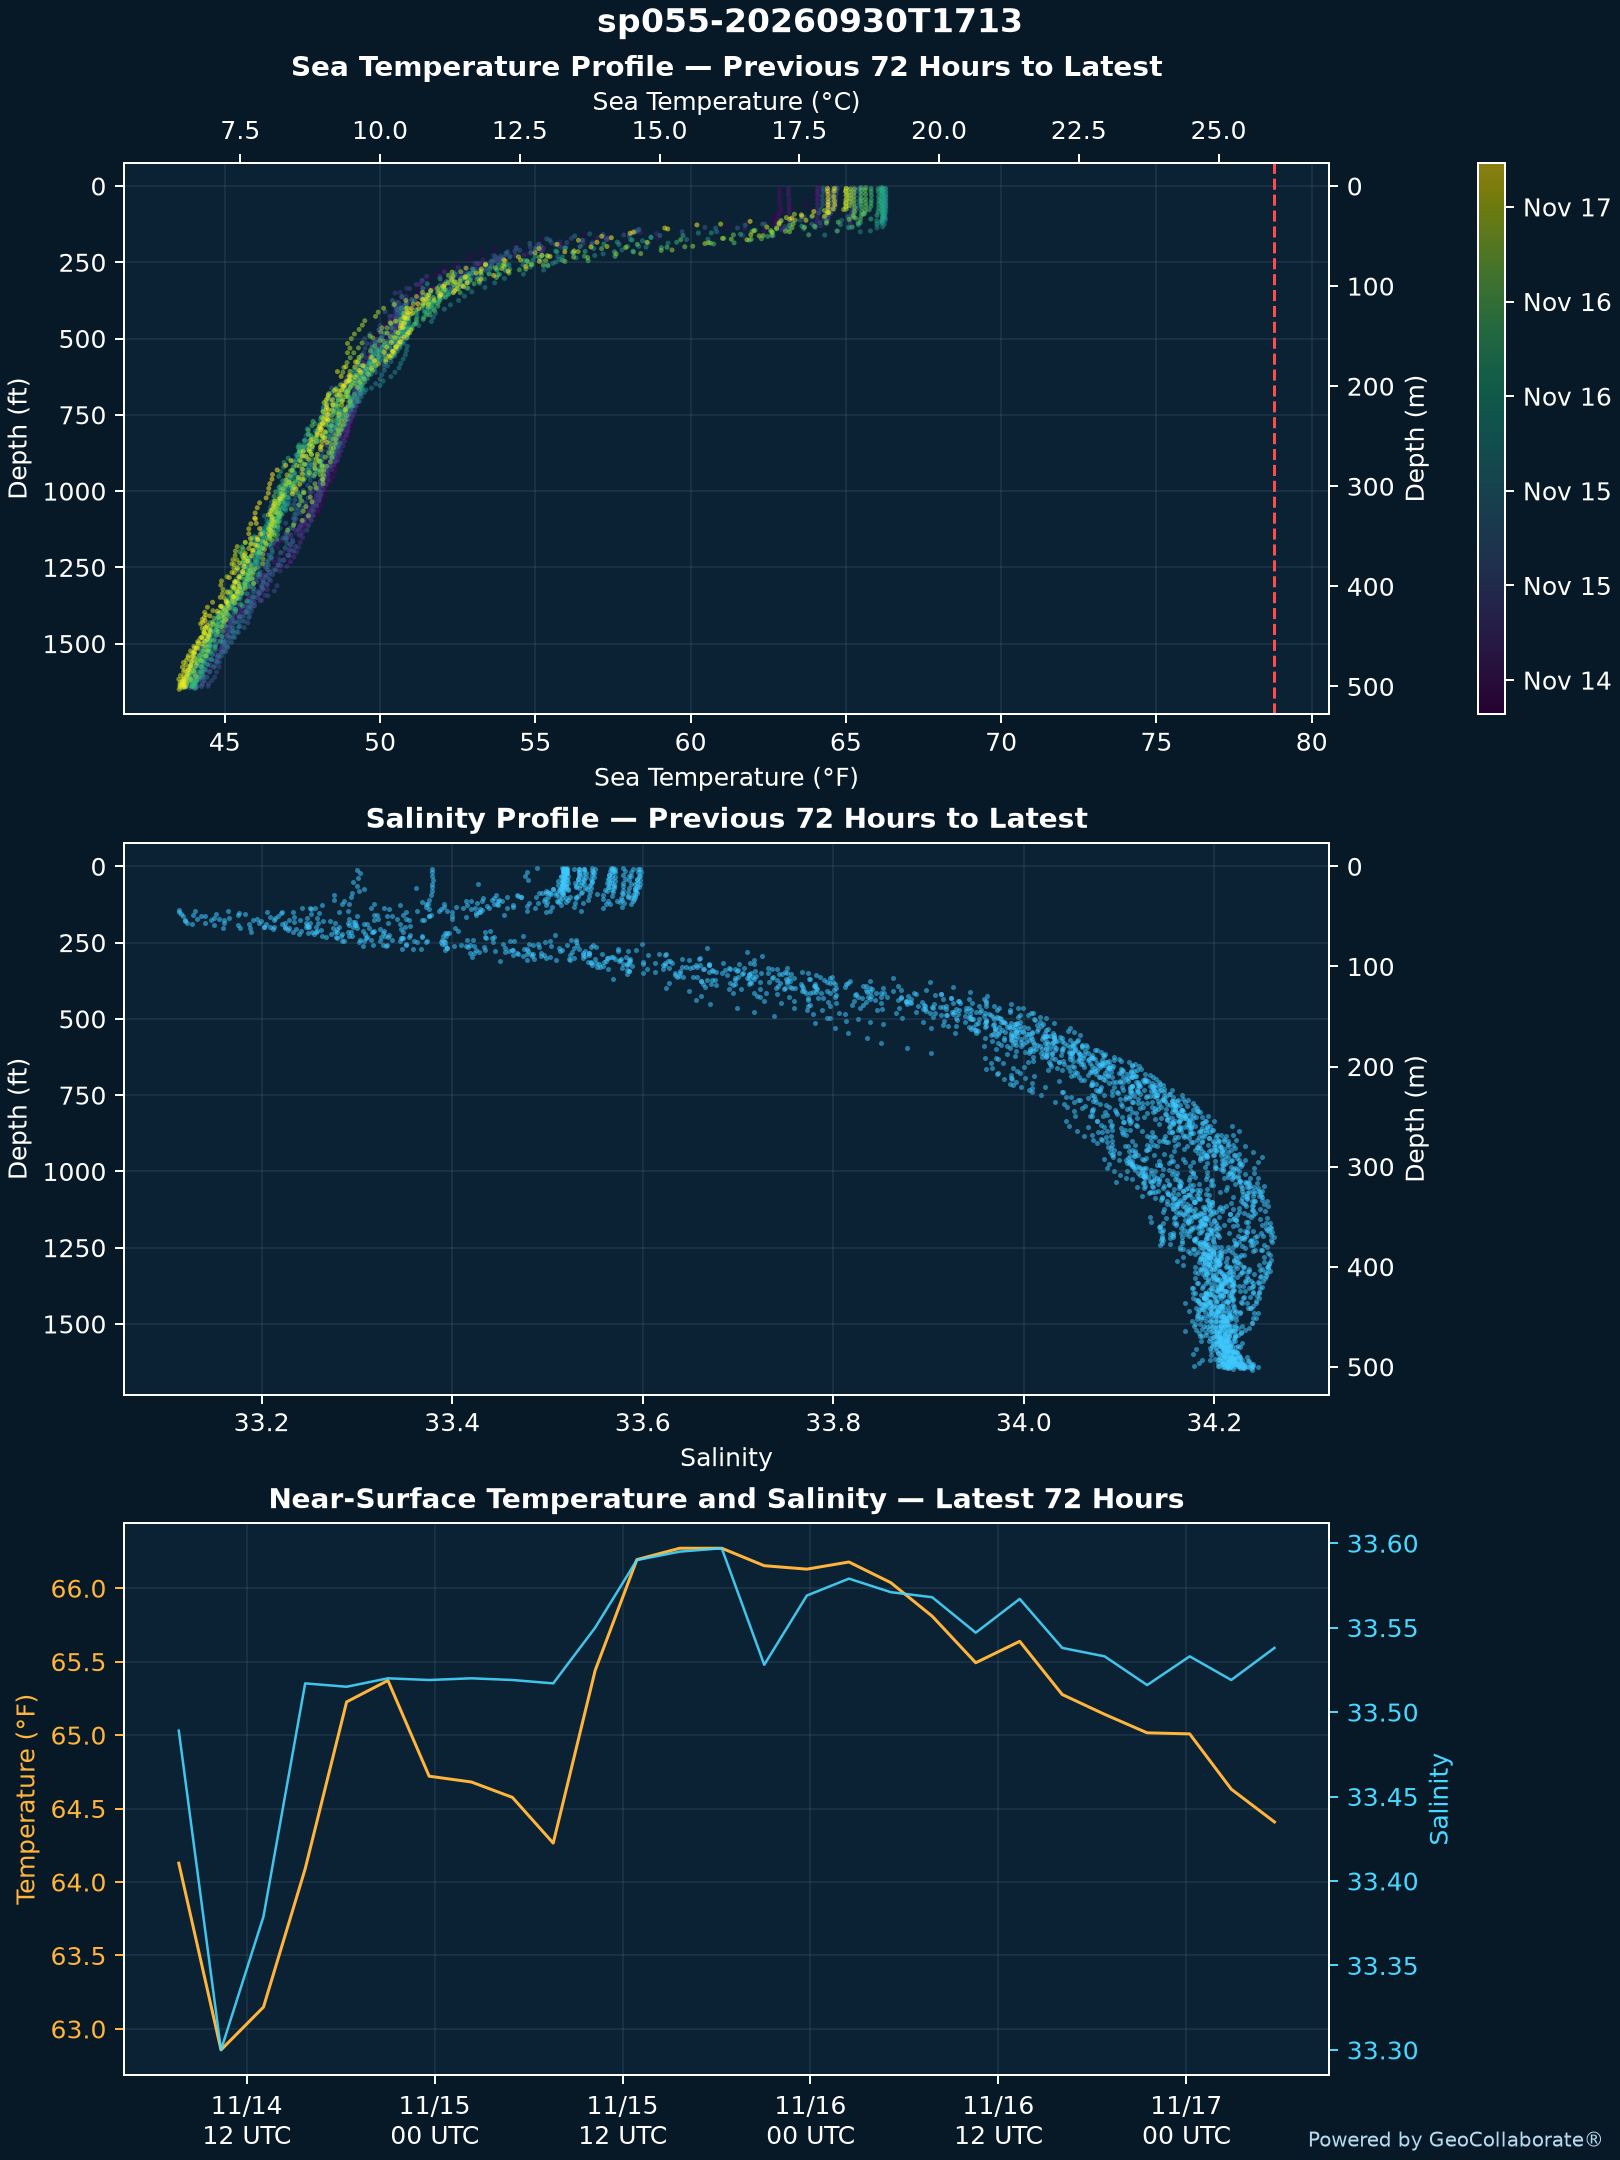 sp055-20260930T1713
Sea Temperature Profile — Previous 72 Hours to Latest
Sea Temperature (°C)
7.5 10.0 12.5 15.0 17.5 20.0 22.5 25.0
0
250
500
750
1000
1250
1500
Depth (ft)
0
100
200
300
400
500
Depth (m)
Nov 17
Nov 16
Nov 16
Nov 15
Nov 15
Nov 14
45 50 55 60 65 70 75 80
Sea Temperature (°F)
Salinity Profile — Previous 72 Hours to Latest
0
250
500
750
1000
1250
1500
Depth (ft)
0
100
200
300
400
500
Depth (m)
33.2 33.4 33.6 33.8 34.0 34.2
Salinity
Near-Surface Temperature and Salinity — Latest 72 Hours
66.0
65.5
65.0
64.5
64.0
63.5
63.0
Temperature (°F)
33.60
33.55
33.50
33.45
33.40
33.35
33.30
Salinity
11/14 11/15 11/15 11/16 11/16 11/17
12 UTC 00 UTC 12 UTC 00 UTC 12 UTC 00 UTC
Powered by GeoCollaborate®